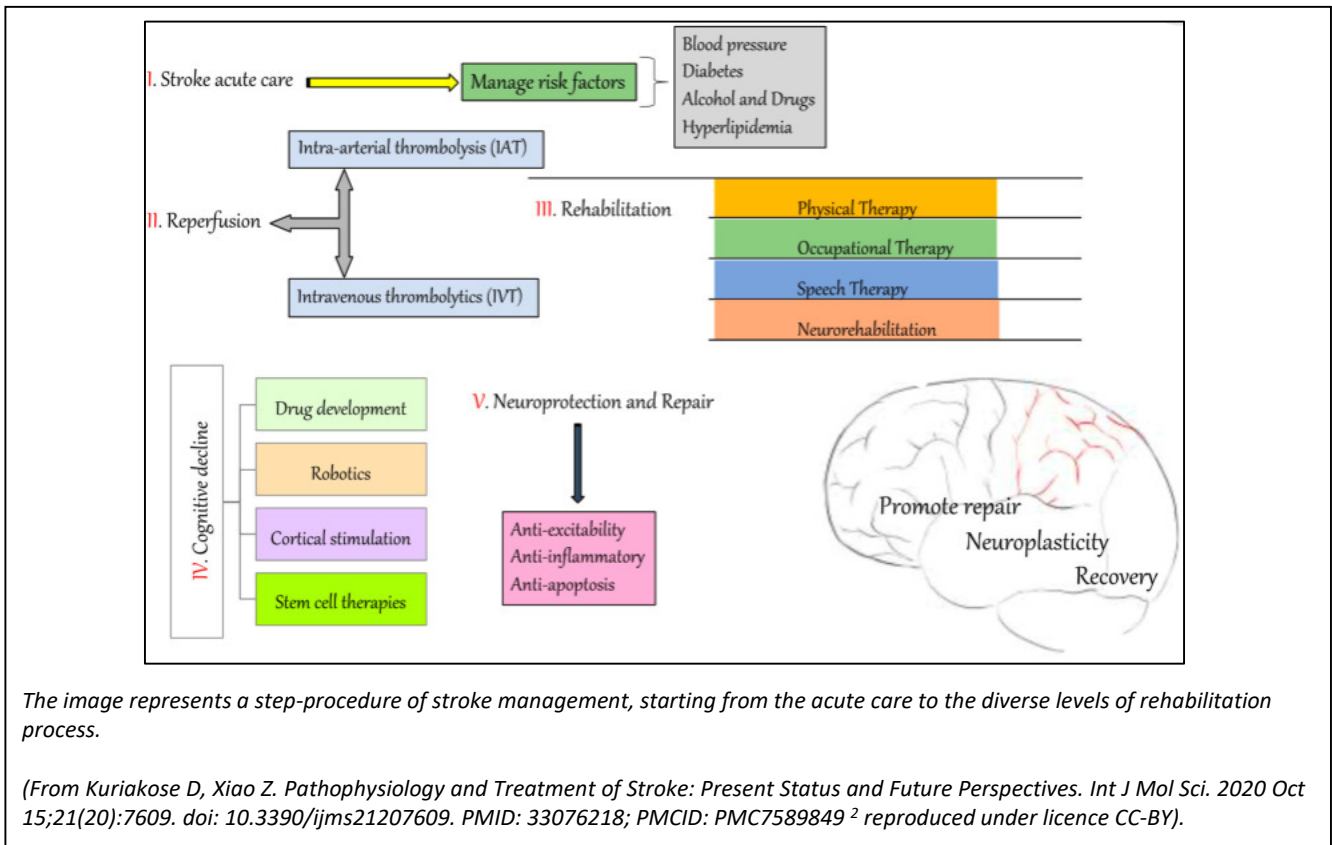 I. Stroke acute care
Manage risk factors
Blood pressure
Diabetes
Alcohol and Drugs
Hyperlipidemia
Intra-arterial thrombolysis (IAT)
II. Reperfusion
Intravenous thrombolytics (IVT)
III. Rehabilitation
Physical Therapy
Occupational Therapy
Speech Therapy
Neurorehabilitation
IV. Cognitive decline
Drug development
Robotics
Cortical stimulation
Stem cell therapies
V. Neuroprotection and Repair
Anti-excitability
Anti-inflammatory
Anti-apoptosis
Promote repair
Neuroplasticity
Recovery
The image represents a step-procedure of stroke management, starting from the acute care to the diverse levels of rehabilitation
process.
(From Kuriakose D, Xiao Z. Pathophysiology and Treatment of Stroke: Present Status and Future Perspectives. Int J Mol Sci. 2020 Oct
15;21(20):7609. doi: 10.3390/ijms21207609. PMID: 33076218; PMCID: PMC7589849 ² reproduced under licence CC-BY).